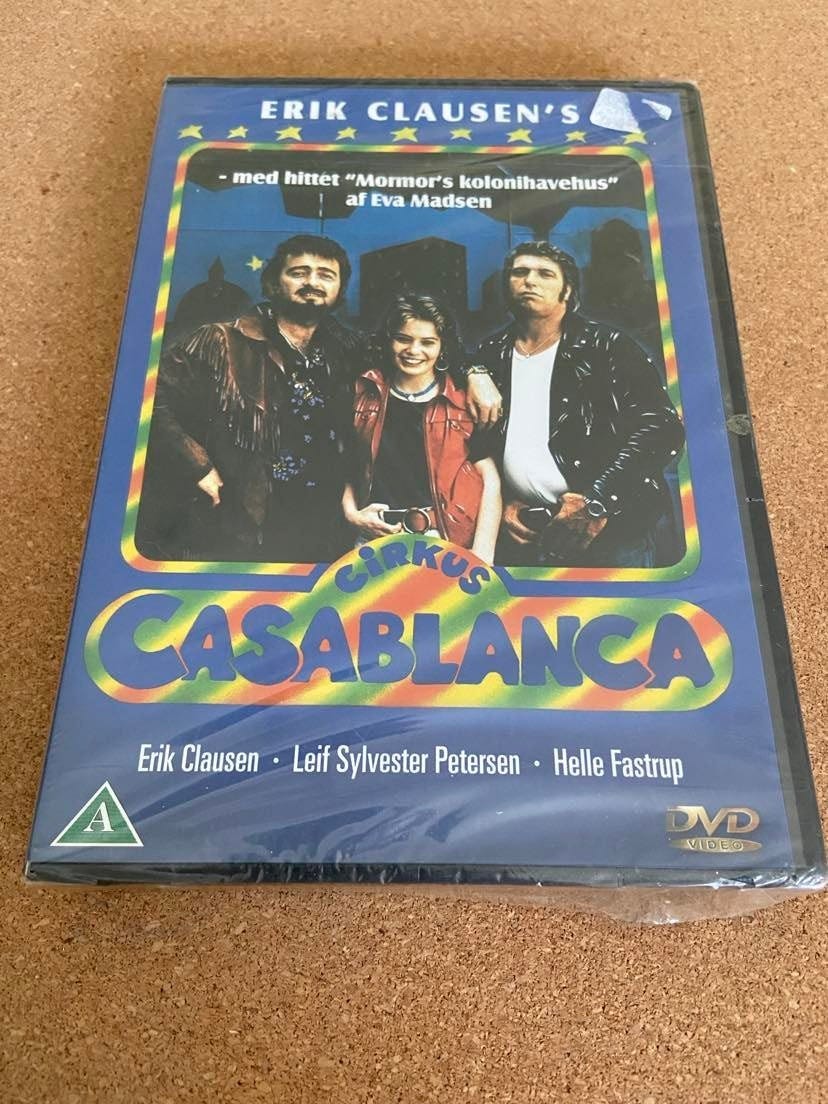 ERIK CLAUSEN'S
- med hittet "Mormor's kolonihavehus"
af Eva Madsen
CIRKUS
CASABLANCA
Erik Clausen · Leif Sylvester Petersen · Helle Fastrup
A
DVD
VIDEO